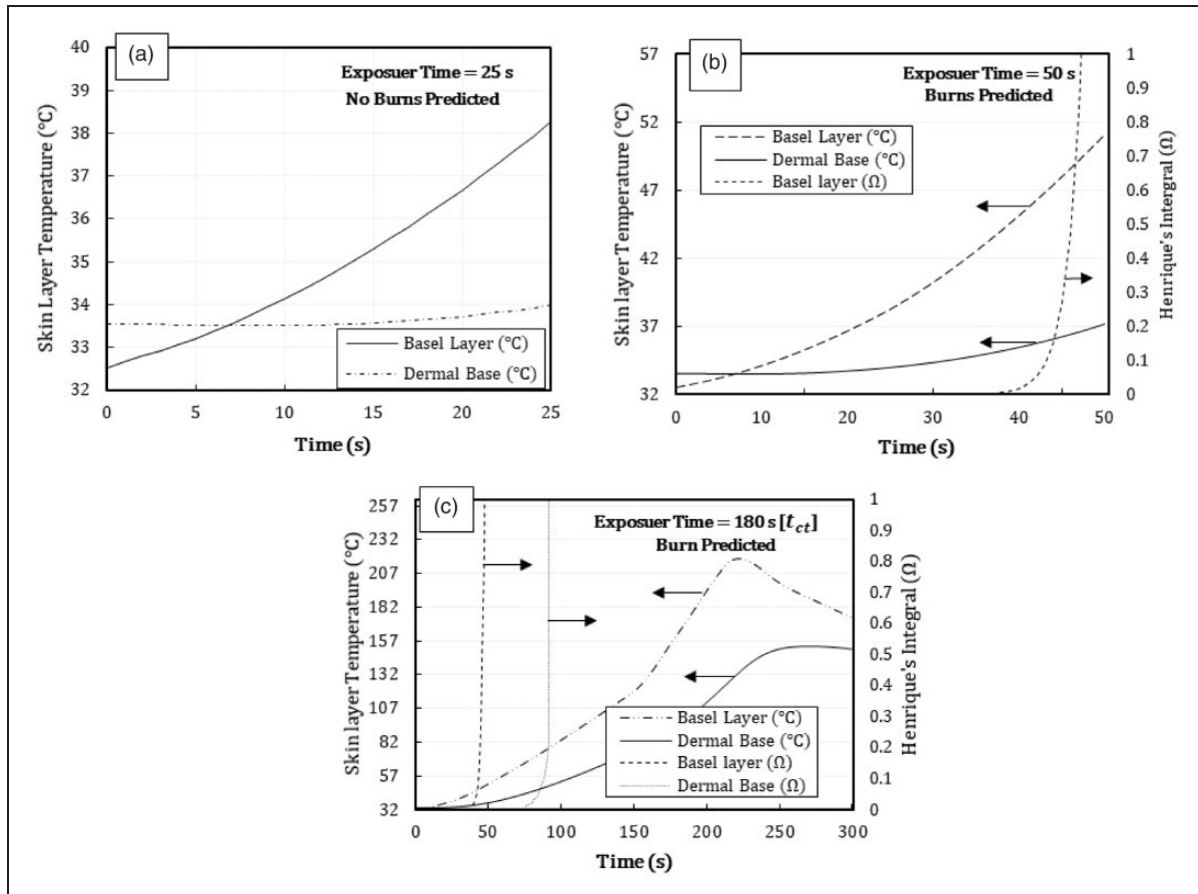 (a)
Exposuer Time = 25 s
No Burns Predicted
Skin Layer Temperature (°C)
40
39
38
37
36
35
34
33
32
Basel Layer (°C)
Dermal Base (°C)
0
5
10
15
20
25
Time (s)
(b)
Exposuer Time = 50 s
Burns Predicted
Skin layer Temperature (°C)
57
52
47
42
37
32
Basel Layer (°C)
Dermal Base (°C)
Basel layer (Ω)
1
0.9
0.8
0.7
0.6
0.5
0.4
0.3
0.2
0.1
0
Henrique's Intergral (Ω)
0
10
20
30
40
50
Time (s)
(c)
Exposuer Time = 180 s [t_ct]
Burn Predicted
Skin layer Temperature (°C)
257
232
207
182
157
132
107
82
57
32
Basel Layer (°C)
Dermal Base (°C)
Basel layer (Ω)
Dermal Base (Ω)
1
0.9
0.8
0.7
0.6
0.5
0.4
0.3
0.2
0.1
0
Henrique's Integral (Ω)
0
50
100
150
200
250
300
Time (s)